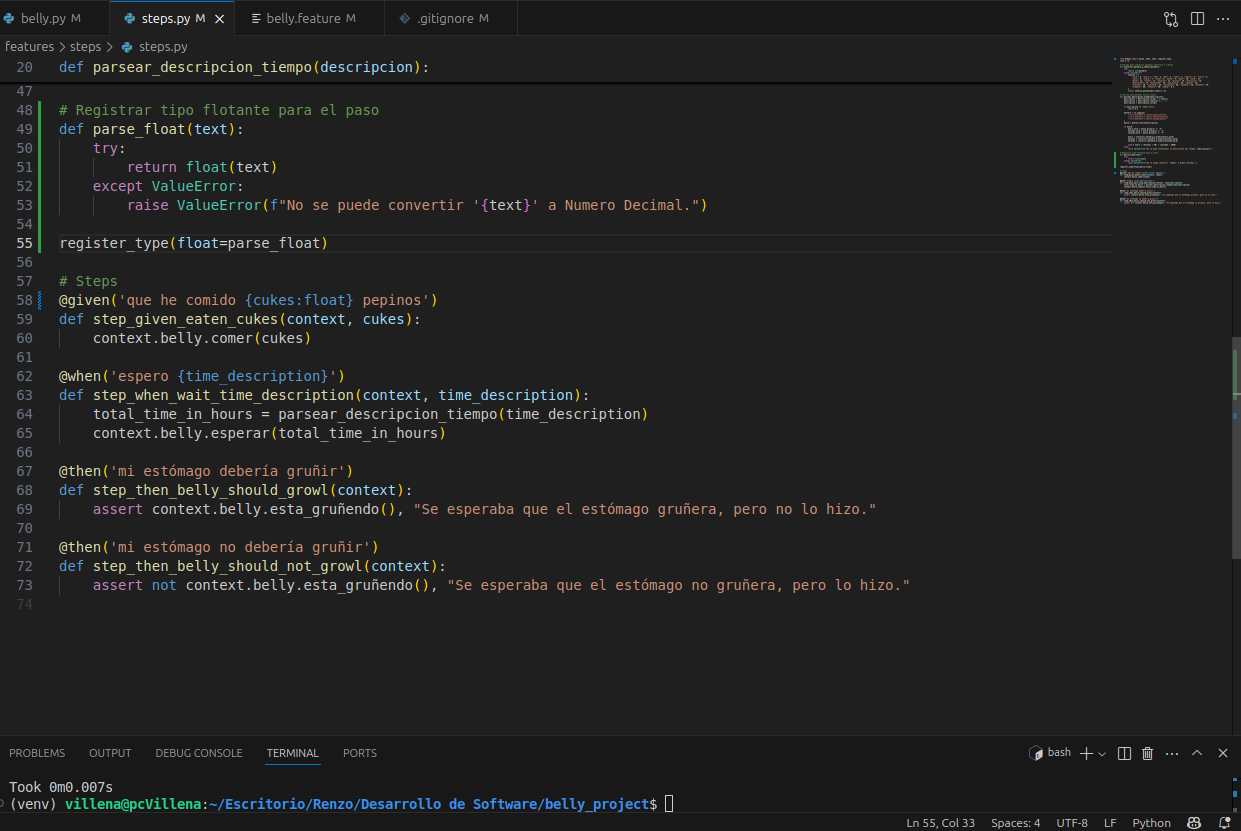 belly.py M
steps.py M
belly.feature M
.gitignore M
features > steps > steps.py
20 def parsear_descripcion_tiempo(descripcion):
47
48 # Registrar tipo flotante para el paso
49 def parse_float(text):
50 try:
51 return float(text)
52 except ValueError:
53 raise ValueError(f"No se puede convertir '{text}' a Numero Decimal.")
54
55 register_type(float=parse_float)
56
57 # Steps
58 @given('que he comido {cukes:float} pepinos')
59 def step_given_eaten_cukes(context, cukes):
60 context.belly.comer(cukes)
61
62 @when('espero {time_description}')
63 def step_when_wait_time_description(context, time_description):
64 total_time_in_hours = parsear_descripcion_tiempo(time_description)
65 context.belly.esperar(total_time_in_hours)
66
67 @then('mi estómago debería gruñir')
68 def step_then_belly_should_growl(context):
69 assert context.belly.esta_gruñendo(), "Se esperaba que el estómago gruñera, pero no lo hizo."
70
71 @then('mi estómago no debería gruñir')
72 def step_then_belly_should_not_growl(context):
73 assert not context.belly.esta_gruñendo(), "Se esperaba que el estómago no gruñera, pero lo hizo."
74
PROBLEMS OUTPUT DEBUG CONSOLE TERMINAL PORTS
bash
Took 0m0.007s
(venv) villena@pcVillena:~/Escritorio/Renzo/Desarrollo de Software/belly_project$
Ln 55, Col 33 Spaces: 4 UTF-8 LF Python